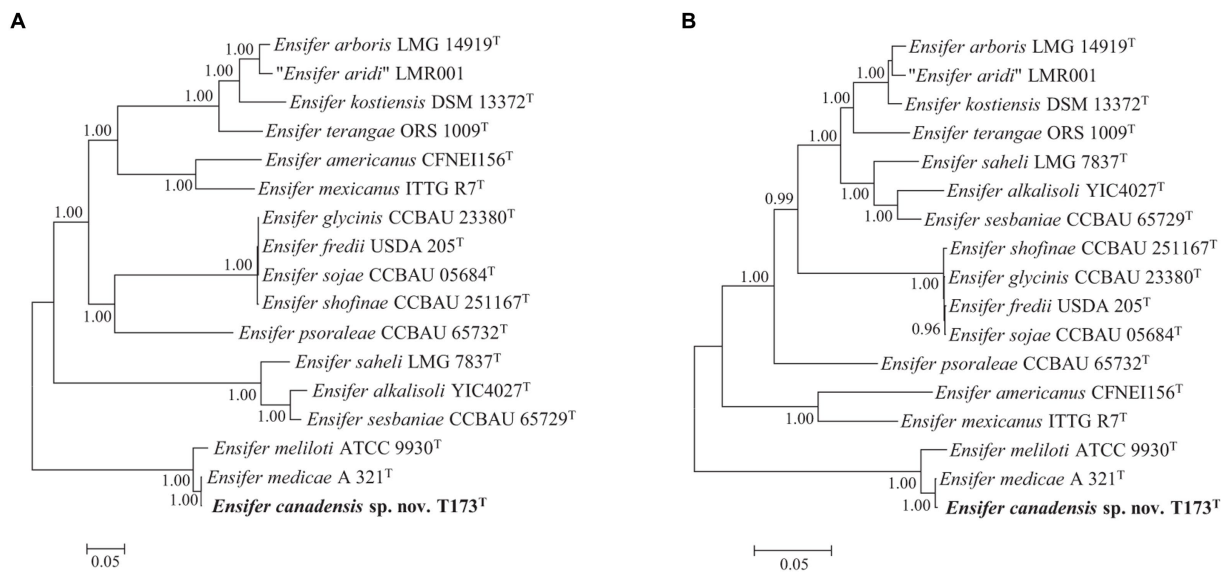 A
1.00
Ensifer arboris LMG 14919T
1.00
"Ensifer aridi" LMR001
1.00
Ensifer kostiensis DSM 13372T
1.00
Ensifer terangae ORS 1009T
Ensifer americanus CFNEI156T
1.00
Ensifer mexicanus ITTG R7T
1.00
Ensifer glycinis CCBAU 23380T
Ensifer fredii USDA 205T
1.00
Ensifer sojae CCBAU 05684T
Ensifer shofinae CCBAU 251167T
1.00
Ensifer psoraleae CCBAU 65732T
Ensifer saheli LMG 7837T
1.00
Ensifer alkalisoli YIC4027T
1.00
Ensifer sesbaniae CCBAU 65729T
Ensifer meliloti ATCC 9930T
1.00
Ensifer medicae A 321T
1.00
Ensifer canadensis sp. nov. T173T
0.05
B
Ensifer arboris LMG 14919T
1.00
"Ensifer aridi" LMR001
1.00
Ensifer kostiensis DSM 13372T
1.00
Ensifer terangae ORS 1009T
Ensifer saheli LMG 7837T
1.00
Ensifer alkalisoli YIC4027T
0.99
1.00
Ensifer sesbaniae CCBAU 65729T
Ensifer shofinae CCBAU 251167T
1.00
1.00
Ensifer glycinis CCBAU 23380T
Ensifer fredii USDA 205T
0.96
Ensifer sojae CCBAU 05684T
Ensifer psoraleae CCBAU 65732T
Ensifer americanus CFNEI156T
1.00
Ensifer mexicanus ITTG R7T
Ensifer meliloti ATCC 9930T
1.00
Ensifer medicae A 321T
1.00
Ensifer canadensis sp. nov. T173T
0.05